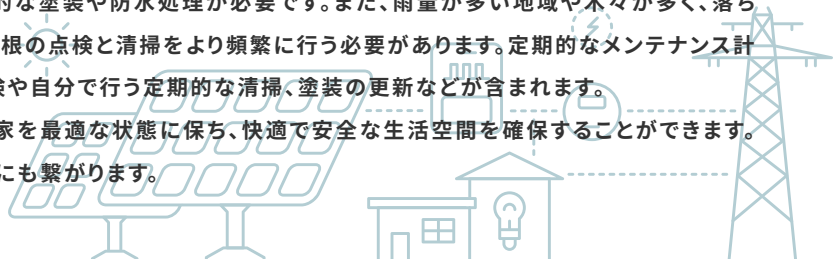 的な塗装や防水処理が必要です。また、雨量が多い地域や木々が多く、落ち
根の点検と清掃をより頻繁に行う必要があります。定期的なメンテナンス計
や自分で行う定期的な清掃、塗装の更新などが含まれます。
家を最適な状態に保ち、快適で安全な生活空間を確保することができます。
にも繋がります。